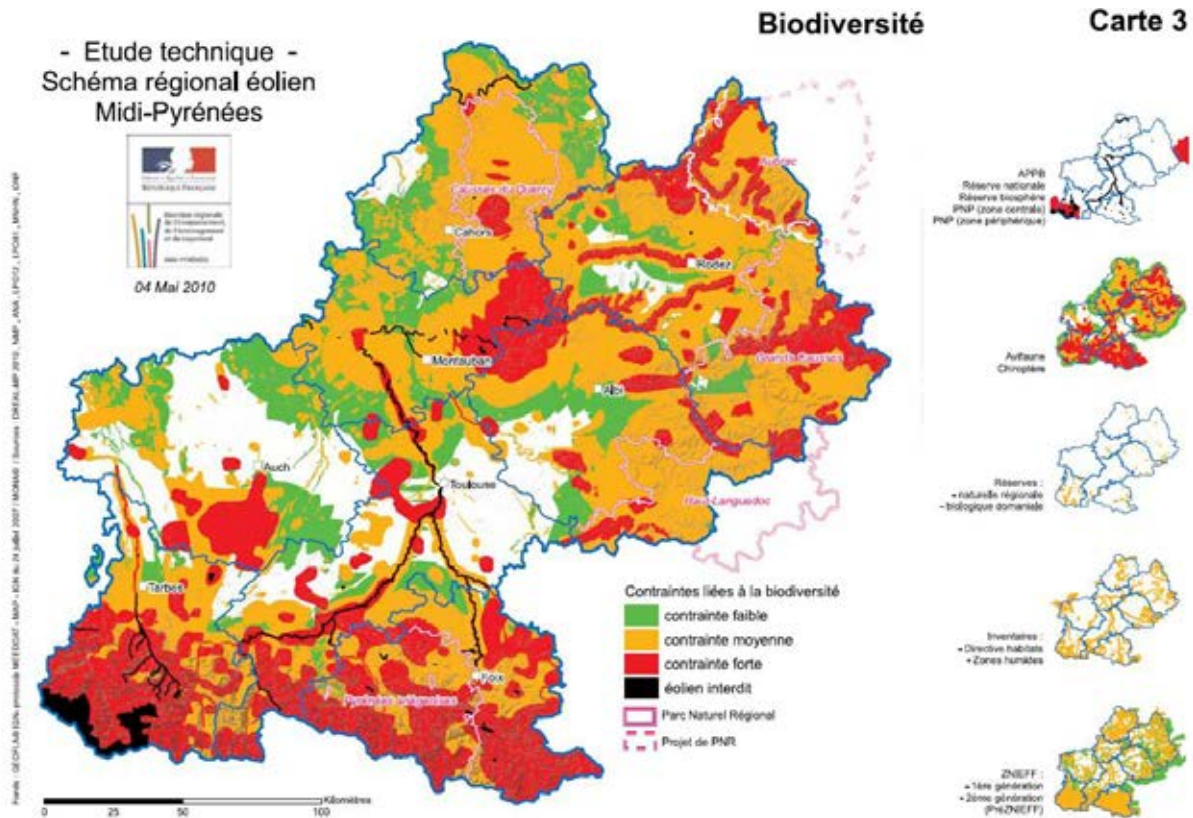 Biodiversité
Carte 3
- Etude technique -
Schéma régional éolien
Midi-Pyrénées
RÉPUBLIQUE FRANÇAISE
04 Mai 2010
Causses du Quercy
Aubrac
Cahors
Rodez
Montauban
Grands Causses
Albi
Auch
Toulouse
Haut-Languedoc
Tarbes
Foix
Pyrénées ariégeoises
Contraintes liées à la biodiversité
contrainte faible
contrainte moyenne
contrainte forte
éolien interdit
Parc Naturel Régional
Projet de PNR
Kilomètres
0 25 50 100
APPB
Réserve nationale
Réserve biosphère
PNP (zone centrale)
PNP (zone périphérique)
Avifaune
Chiroptère
Réserves :
- naturelle régionale
- biologique domaniale
Inventaires :
- Directive habitats
- Zones humides
ZNIEFF :
- 1ère génération
- 2ème génération
(PréZNIEFF)